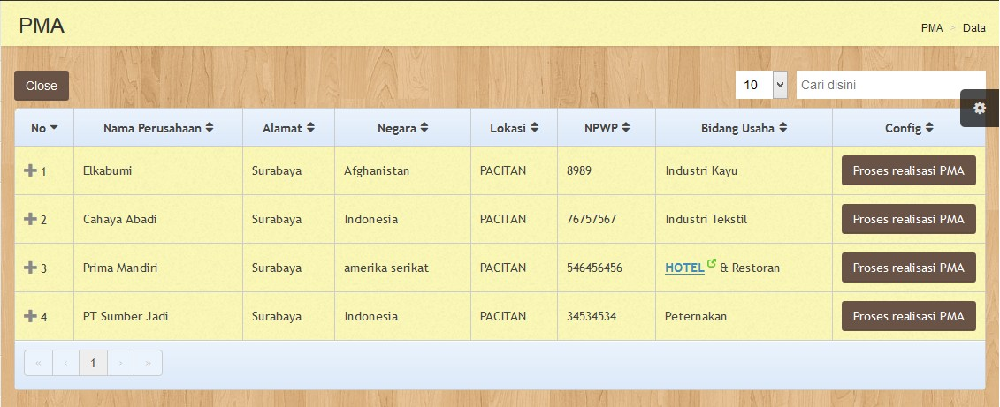 PMA
PMA > Data
Close
10 Cari disini
No Nama Perusahaan Alamat Negara Lokasi NPWP Bidang Usaha Config
1 Elkabumi Surabaya Afghanistan PACITAN 8989 Industri Kayu Proses realisasi PMA
2 Cahaya Abadi Surabaya Indonesia PACITAN 76757567 Industri Tekstil Proses realisasi PMA
3 Prima Mandiri Surabaya amerika serikat PACITAN 546456456 HOTEL & Restoran Proses realisasi PMA
4 PT Sumber Jadi Surabaya Indonesia PACITAN 34534534 Peternakan Proses realisasi PMA
« ‹ 1 › »